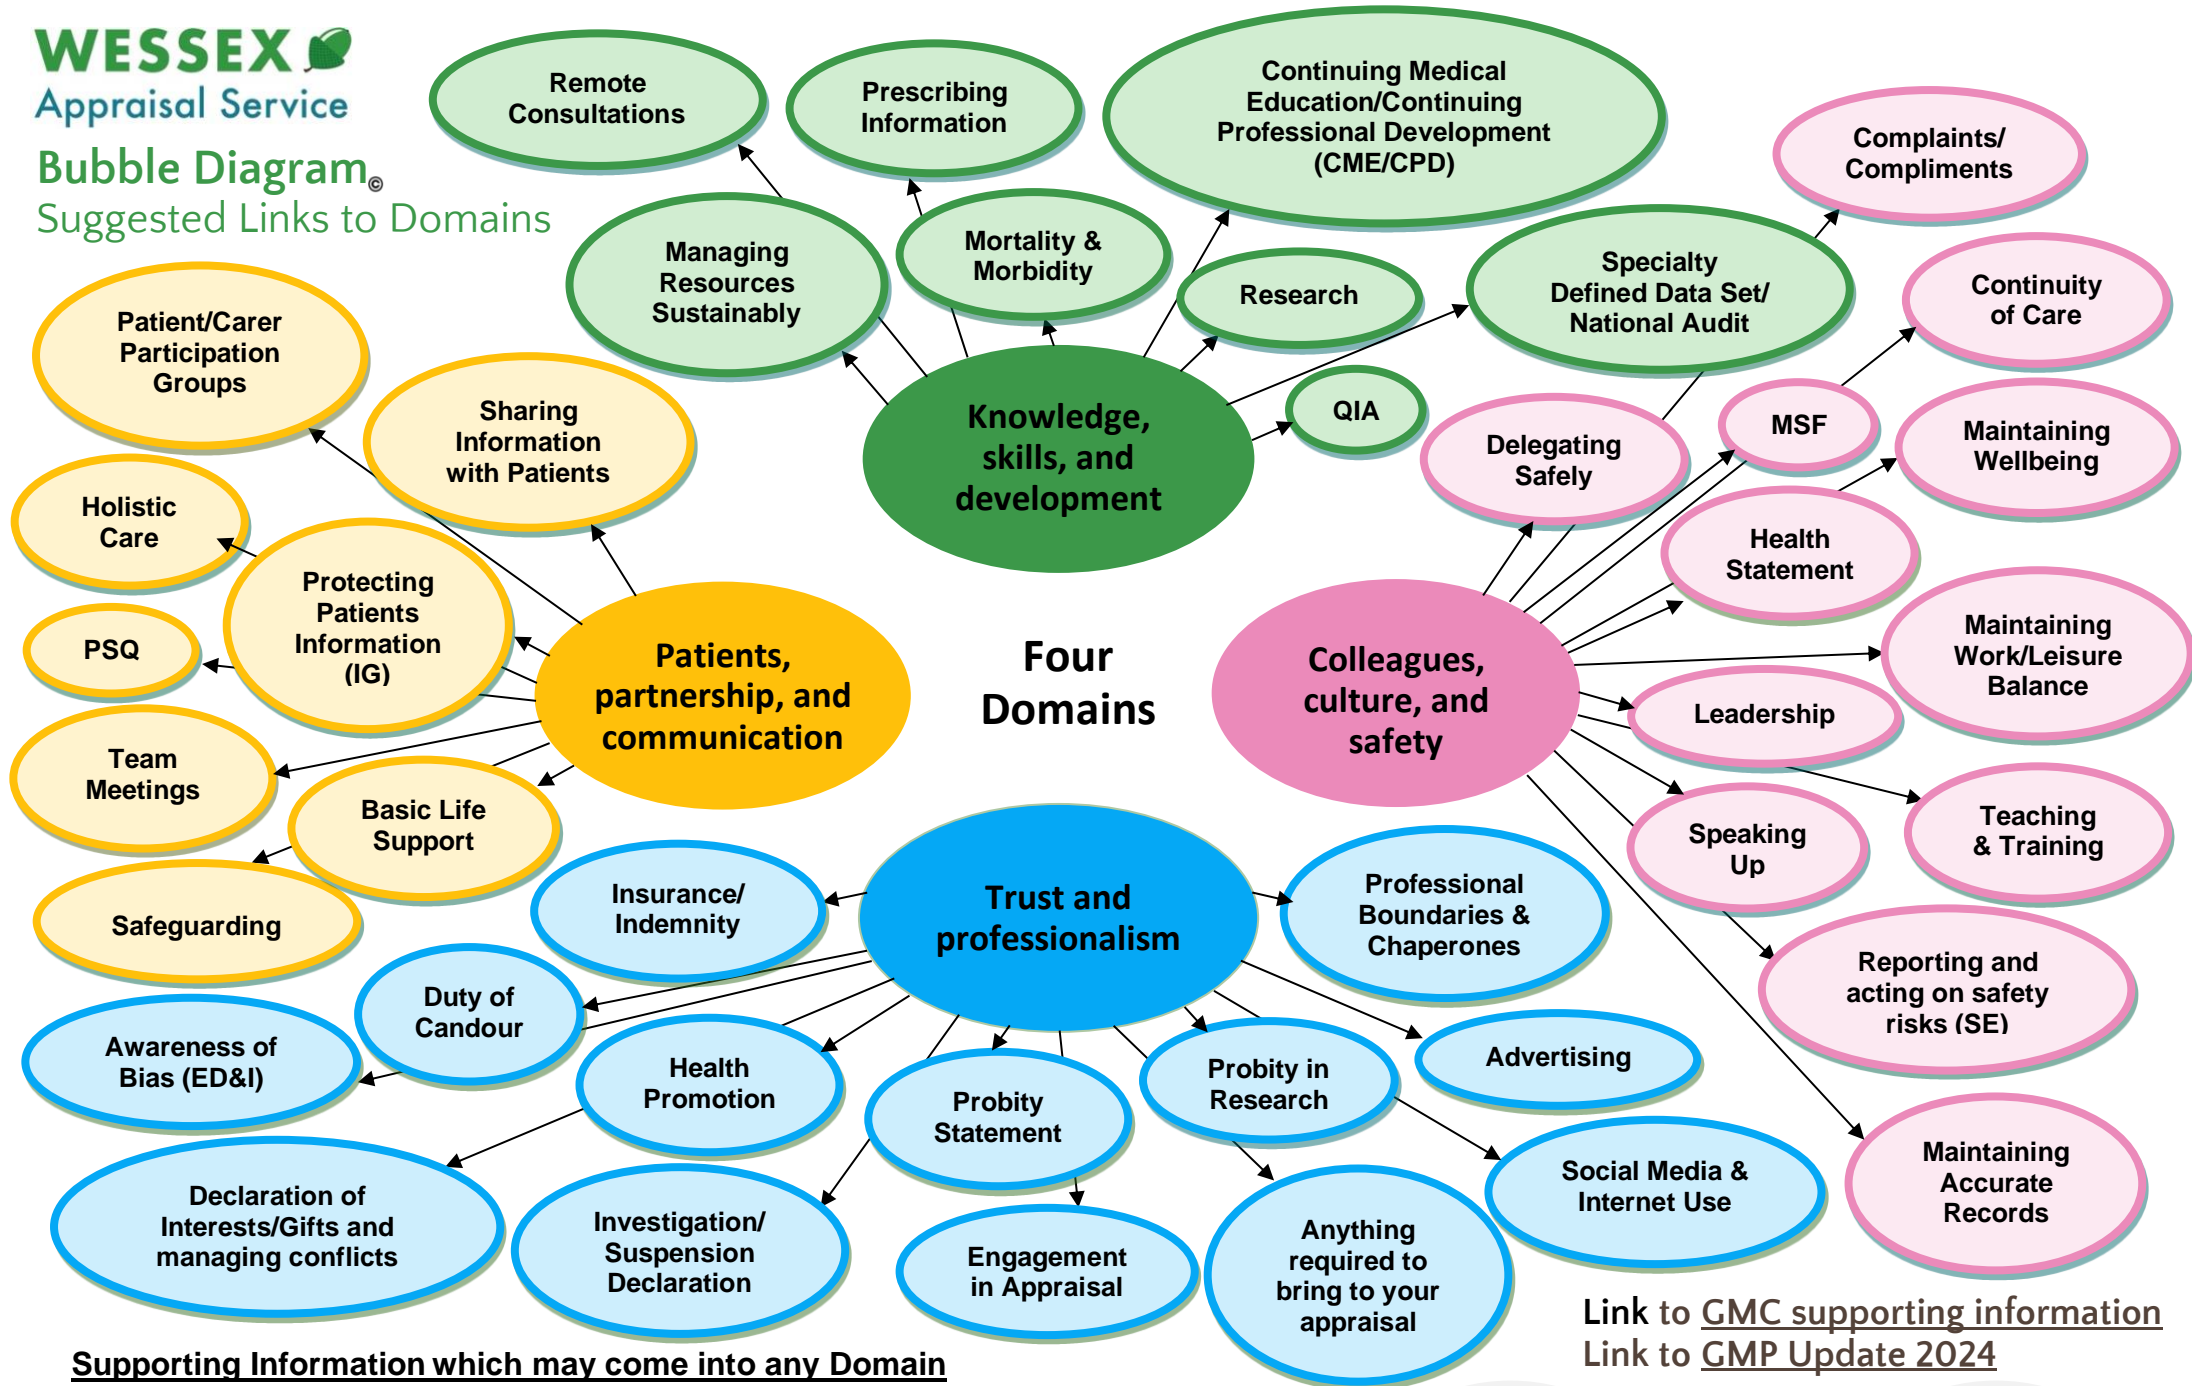 WESSEX
Appraisal Service
Bubble Diagram©
Suggested Links to Domains
Remote
Consultations
Prescribing
Information
Continuing Medical
Education/Continuing
Professional Development
(CME/CPD)
Complaints/
Compliments
Managing
Resources
Sustainably
Mortality &
Morbidity
Research
Specialty
Defined Data Set/
National Audit
Continuity
of Care
Patient/Carer
Participation
Groups
Sharing
Information
with Patients
Knowledge,
skills, and
development
QIA
Delegating
Safely
MSF
Maintaining
Wellbeing
Holistic
Care
Protecting
Patients
Information
(IG)
Health
Statement
PSQ
Patients,
partnership, and
communication
Four
Domains
Colleagues,
culture, and
safety
Maintaining
Work/Leisure
Balance
Leadership
Team
Meetings
Basic Life
Support
Speaking
Up
Teaching
& Training
Safeguarding
Insurance/
Indemnity
Trust and
professionalism
Professional
Boundaries &
Chaperones
Reporting and
acting on safety
risks (SE)
Duty of
Candour
Awareness of
Bias (ED&I)
Health
Promotion
Probity
Statement
Probity in
Research
Advertising
Declaration of
Interests/Gifts and
managing conflicts
Investigation/
Suspension
Declaration
Engagement
in Appraisal
Anything
required to
bring to your
appraisal
Social Media &
Internet Use
Maintaining
Accurate
Records
Link to GMC supporting information
Link to GMP Update 2024
Supporting Information which may come into any Domain